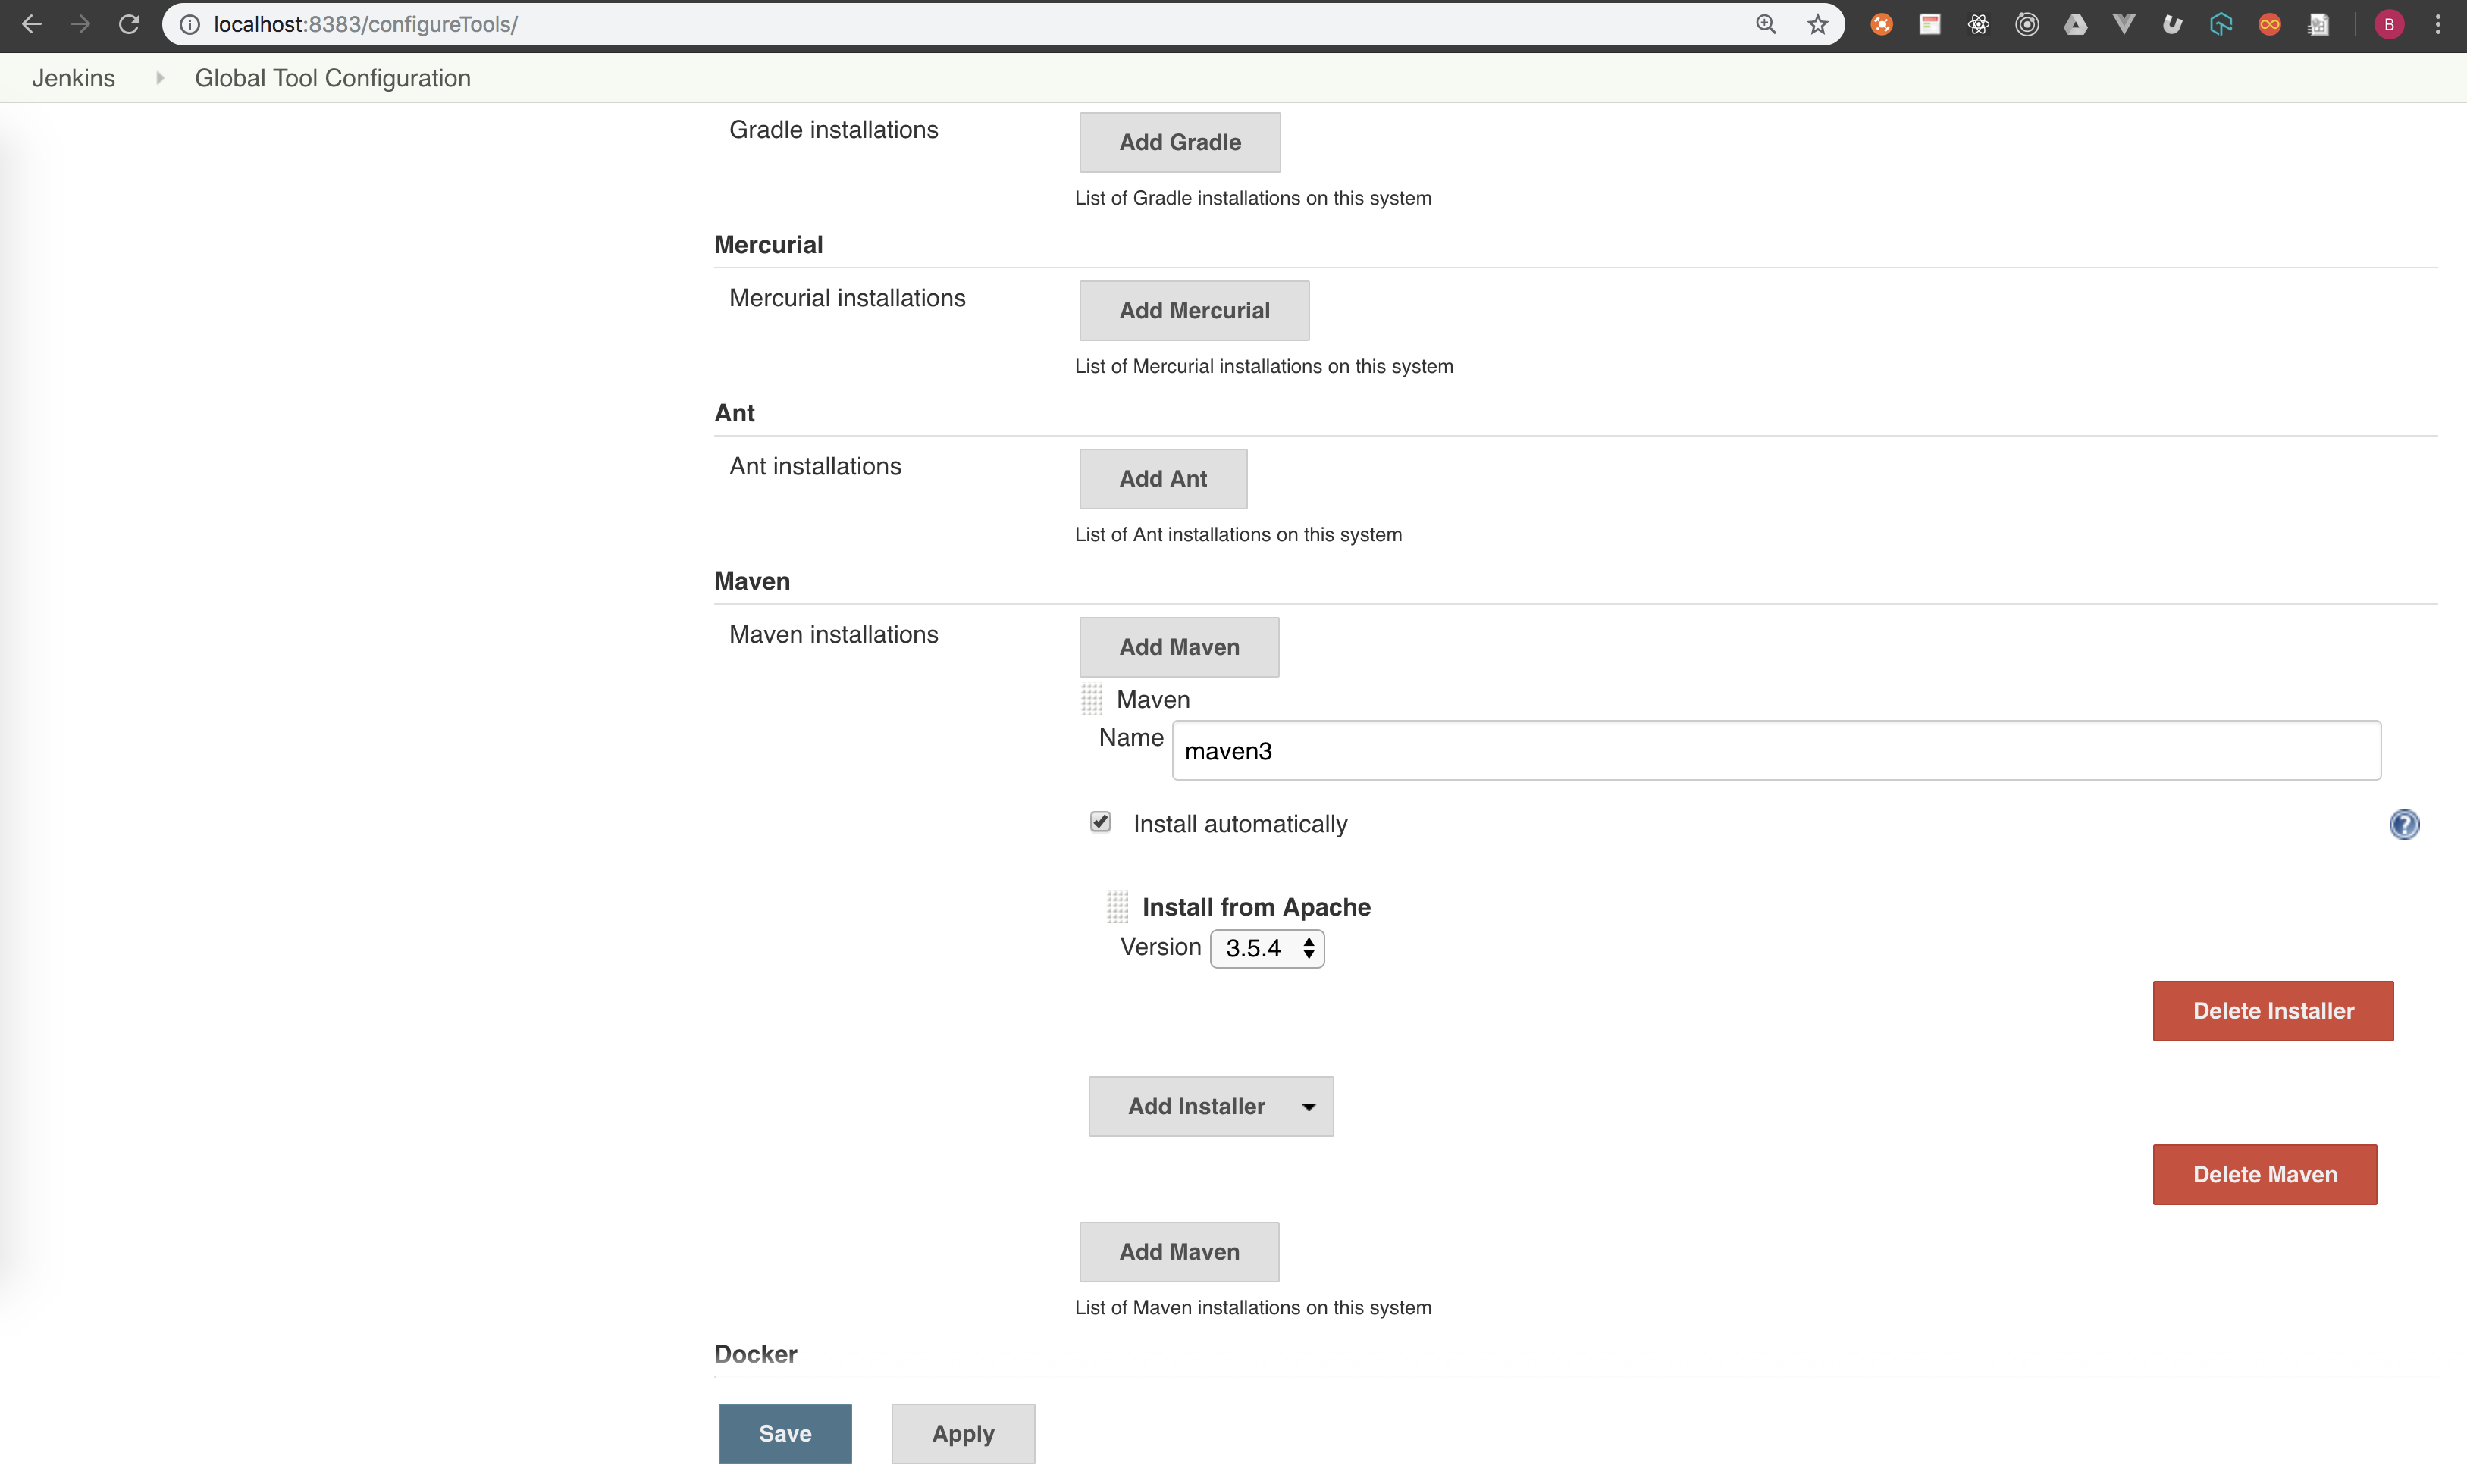 localhost:8383/configureTools/
B
Jenkins Global Tool Configuration
Gradle installations Add Gradle
List of Gradle installations on this system
Mercurial
Mercurial installations Add Mercurial
List of Mercurial installations on this system
Ant
Ant installations Add Ant
List of Ant installations on this system
Maven
Maven installations Add Maven
Maven
Name maven3
Install automatically
?
Install from Apache
Version 3.5.4
Delete Installer
Add Installer
Delete Maven
Add Maven
List of Maven installations on this system
Docker
Save Apply